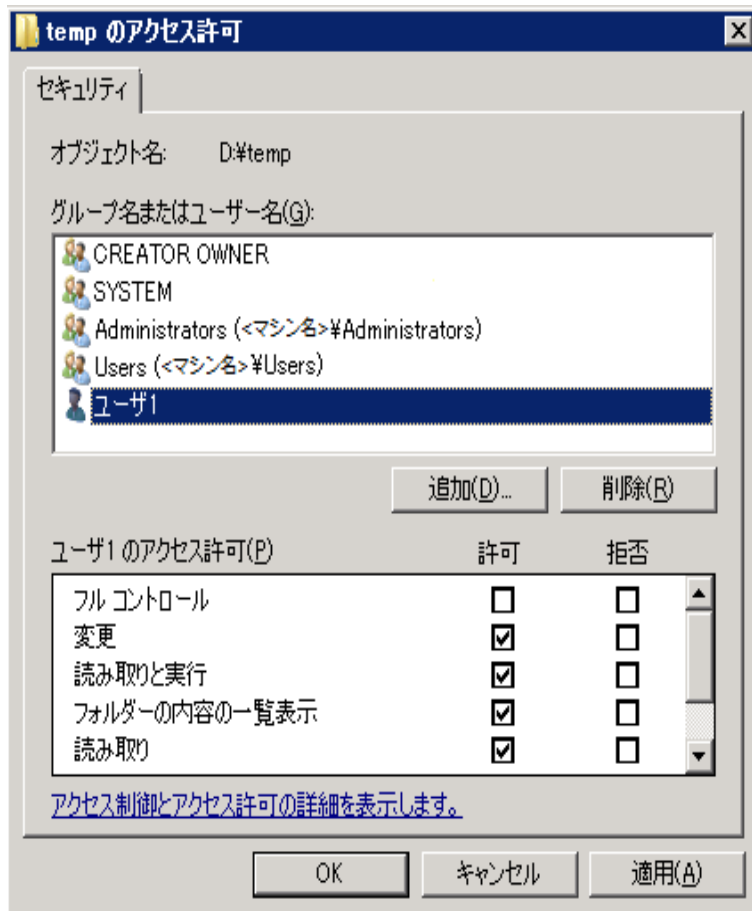 temp のアクセス許可
セキュリティ
オブジェクト名: D:¥temp
グループ名またはユーザー名(G):
CREATOR OWNER
SYSTEM
Administrators (<マシン名>¥Administrators)
Users (<マシン名>¥Users)
ユーザ1
追加(D)... 削除(R)
ユーザ1 のアクセス許可(P) 許可 拒否
フル コントロール
変更
読み取りと実行
フォルダーの内容の一覧表示
読み取り
アクセス制御とアクセス許可の詳細を表示します。
OK キャンセル 適用(A)